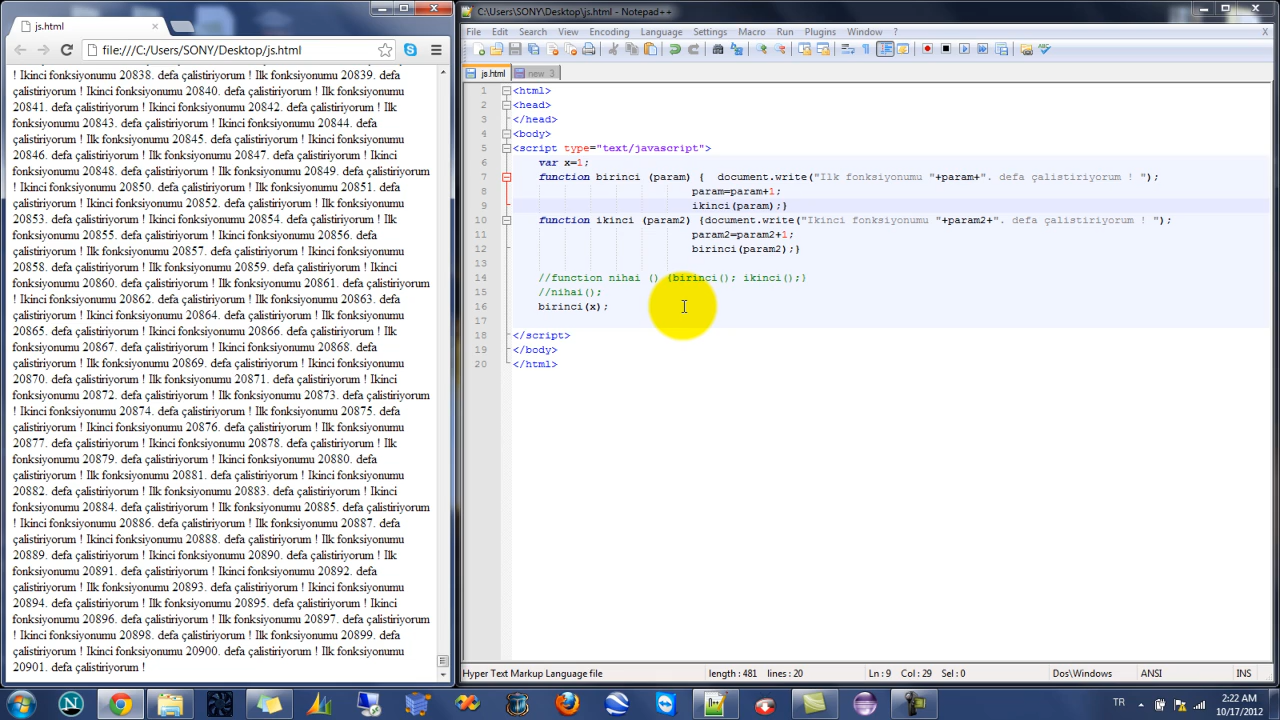 js.html
file:///C:/Users/SONY/Desktop/js.html
! Ikinci fonksiyonumu 20838. defa çalistiriyorum ! Ilk fonksiyonumu 20839. defa
çalistiriyorum ! Ikinci fonksiyonumu 20840. defa çalistiriyorum ! Ilk fonksiyonumu
20841. defa çalistiriyorum ! Ikinci fonksiyonumu 20842. defa çalistiriyorum ! Ilk
fonksiyonumu 20843. defa çalistiriyorum ! Ikinci fonksiyonumu 20844. defa
çalistiriyorum ! Ilk fonksiyonumu 20845. defa çalistiriyorum ! Ikinci fonksiyonumu
20846. defa çalistiriyorum ! Ilk fonksiyonumu 20847. defa çalistiriyorum ! Ikinci
fonksiyonumu 20848. defa çalistiriyorum ! Ilk fonksiyonumu 20849. defa çalistiriyorum
! Ikinci fonksiyonumu 20850. defa çalistiriyorum ! Ilk fonksiyonumu 20851. defa
çalistiriyorum ! Ikinci fonksiyonumu 20852. defa çalistiriyorum ! Ilk fonksiyonumu
20853. defa çalistiriyorum ! Ikinci fonksiyonumu 20854. defa çalistiriyorum ! Ilk
fonksiyonumu 20855. defa çalistiriyorum ! Ikinci fonksiyonumu 20856. defa
çalistiriyorum ! Ilk fonksiyonumu 20857. defa çalistiriyorum ! Ikinci fonksiyonumu
20858. defa çalistiriyorum ! Ilk fonksiyonumu 20859. defa çalistiriyorum ! Ikinci
fonksiyonumu 20860. defa çalistiriyorum ! Ilk fonksiyonumu 20861. defa çalistiriyorum
! Ikinci fonksiyonumu 20862. defa çalistiriyorum ! Ilk fonksiyonumu 20863. defa
çalistiriyorum ! Ikinci fonksiyonumu 20864. defa çalistiriyorum ! Ilk fonksiyonumu
20865. defa çalistiriyorum ! Ikinci fonksiyonumu 20866. defa çalistiriyorum ! Ilk
fonksiyonumu 20867. defa çalistiriyorum ! Ikinci fonksiyonumu 20868. defa
çalistiriyorum ! Ilk fonksiyonumu 20869. defa çalistiriyorum ! Ikinci fonksiyonumu
20870. defa çalistiriyorum ! Ilk fonksiyonumu 20871. defa çalistiriyorum ! Ikinci
fonksiyonumu 20872. defa çalistiriyorum ! Ilk fonksiyonumu 20873. defa çalistiriyorum
! Ikinci fonksiyonumu 20874. defa çalistiriyorum ! Ilk fonksiyonumu 20875. defa
çalistiriyorum ! Ikinci fonksiyonumu 20876. defa çalistiriyorum ! Ilk fonksiyonumu
20877. defa çalistiriyorum ! Ikinci fonksiyonumu 20878. defa çalistiriyorum ! Ilk
fonksiyonumu 20879. defa çalistiriyorum ! Ikinci fonksiyonumu 20880. defa
çalistiriyorum ! Ilk fonksiyonumu 20881. defa çalistiriyorum ! Ikinci fonksiyonumu
20882. defa çalistiriyorum ! Ilk fonksiyonumu 20883. defa çalistiriyorum ! Ikinci
fonksiyonumu 20884. defa çalistiriyorum ! Ilk fonksiyonumu 20885. defa çalistiriyorum
! Ikinci fonksiyonumu 20886. defa çalistiriyorum ! Ilk fonksiyonumu 20887. defa
çalistiriyorum ! Ikinci fonksiyonumu 20888. defa çalistiriyorum ! Ilk fonksiyonumu
20889. defa çalistiriyorum ! Ikinci fonksiyonumu 20890. defa çalistiriyorum ! Ilk
fonksiyonumu 20891. defa çalistiriyorum ! Ikinci fonksiyonumu 20892. defa
çalistiriyorum ! Ilk fonksiyonumu 20893. defa çalistiriyorum ! Ikinci fonksiyonumu
20894. defa çalistiriyorum ! Ilk fonksiyonumu 20895. defa çalistiriyorum ! Ikinci
fonksiyonumu 20896. defa çalistiriyorum ! Ilk fonksiyonumu 20897. defa çalistiriyorum
! Ikinci fonksiyonumu 20898. defa çalistiriyorum ! Ilk fonksiyonumu 20899. defa
çalistiriyorum ! Ikinci fonksiyonumu 20900. defa çalistiriyorum ! Ilk fonksiyonumu
20901. defa çalistiriyorum !
C:\Users\SONY\Desktop\js.html - Notepad++
File Edit Search View Encoding Language Settings Macro Run Plugins Window ? X
js.html new 3
1 <html>
2 <head>
3 </head>
4 <body>
5 <script type="text/javascript">
6 var x=1;
7 function birinci (param) { document.write("Ilk fonksiyonumu "+param+". defa çalistiriyorum ! ");
8 param=param+1;
9 ikinci(param);}
10 function ikinci (param2) {document.write("Ikinci fonksiyonumu "+param2+". defa çalistiriyorum ! ");
11 param2=param2+1;
12 birinci(param2);}
13
14 //function nihai () {birinci(); ikinci();}
15 //nihai();
16 birinci(x);
17
18 </script>
19 </body>
20 </html>
Hyper Text Markup Language file length : 481 lines : 20 Ln : 9 Col : 29 Sel : 0 Dos\Windows ANSI INS
TR 2:22 AM
10/17/2012